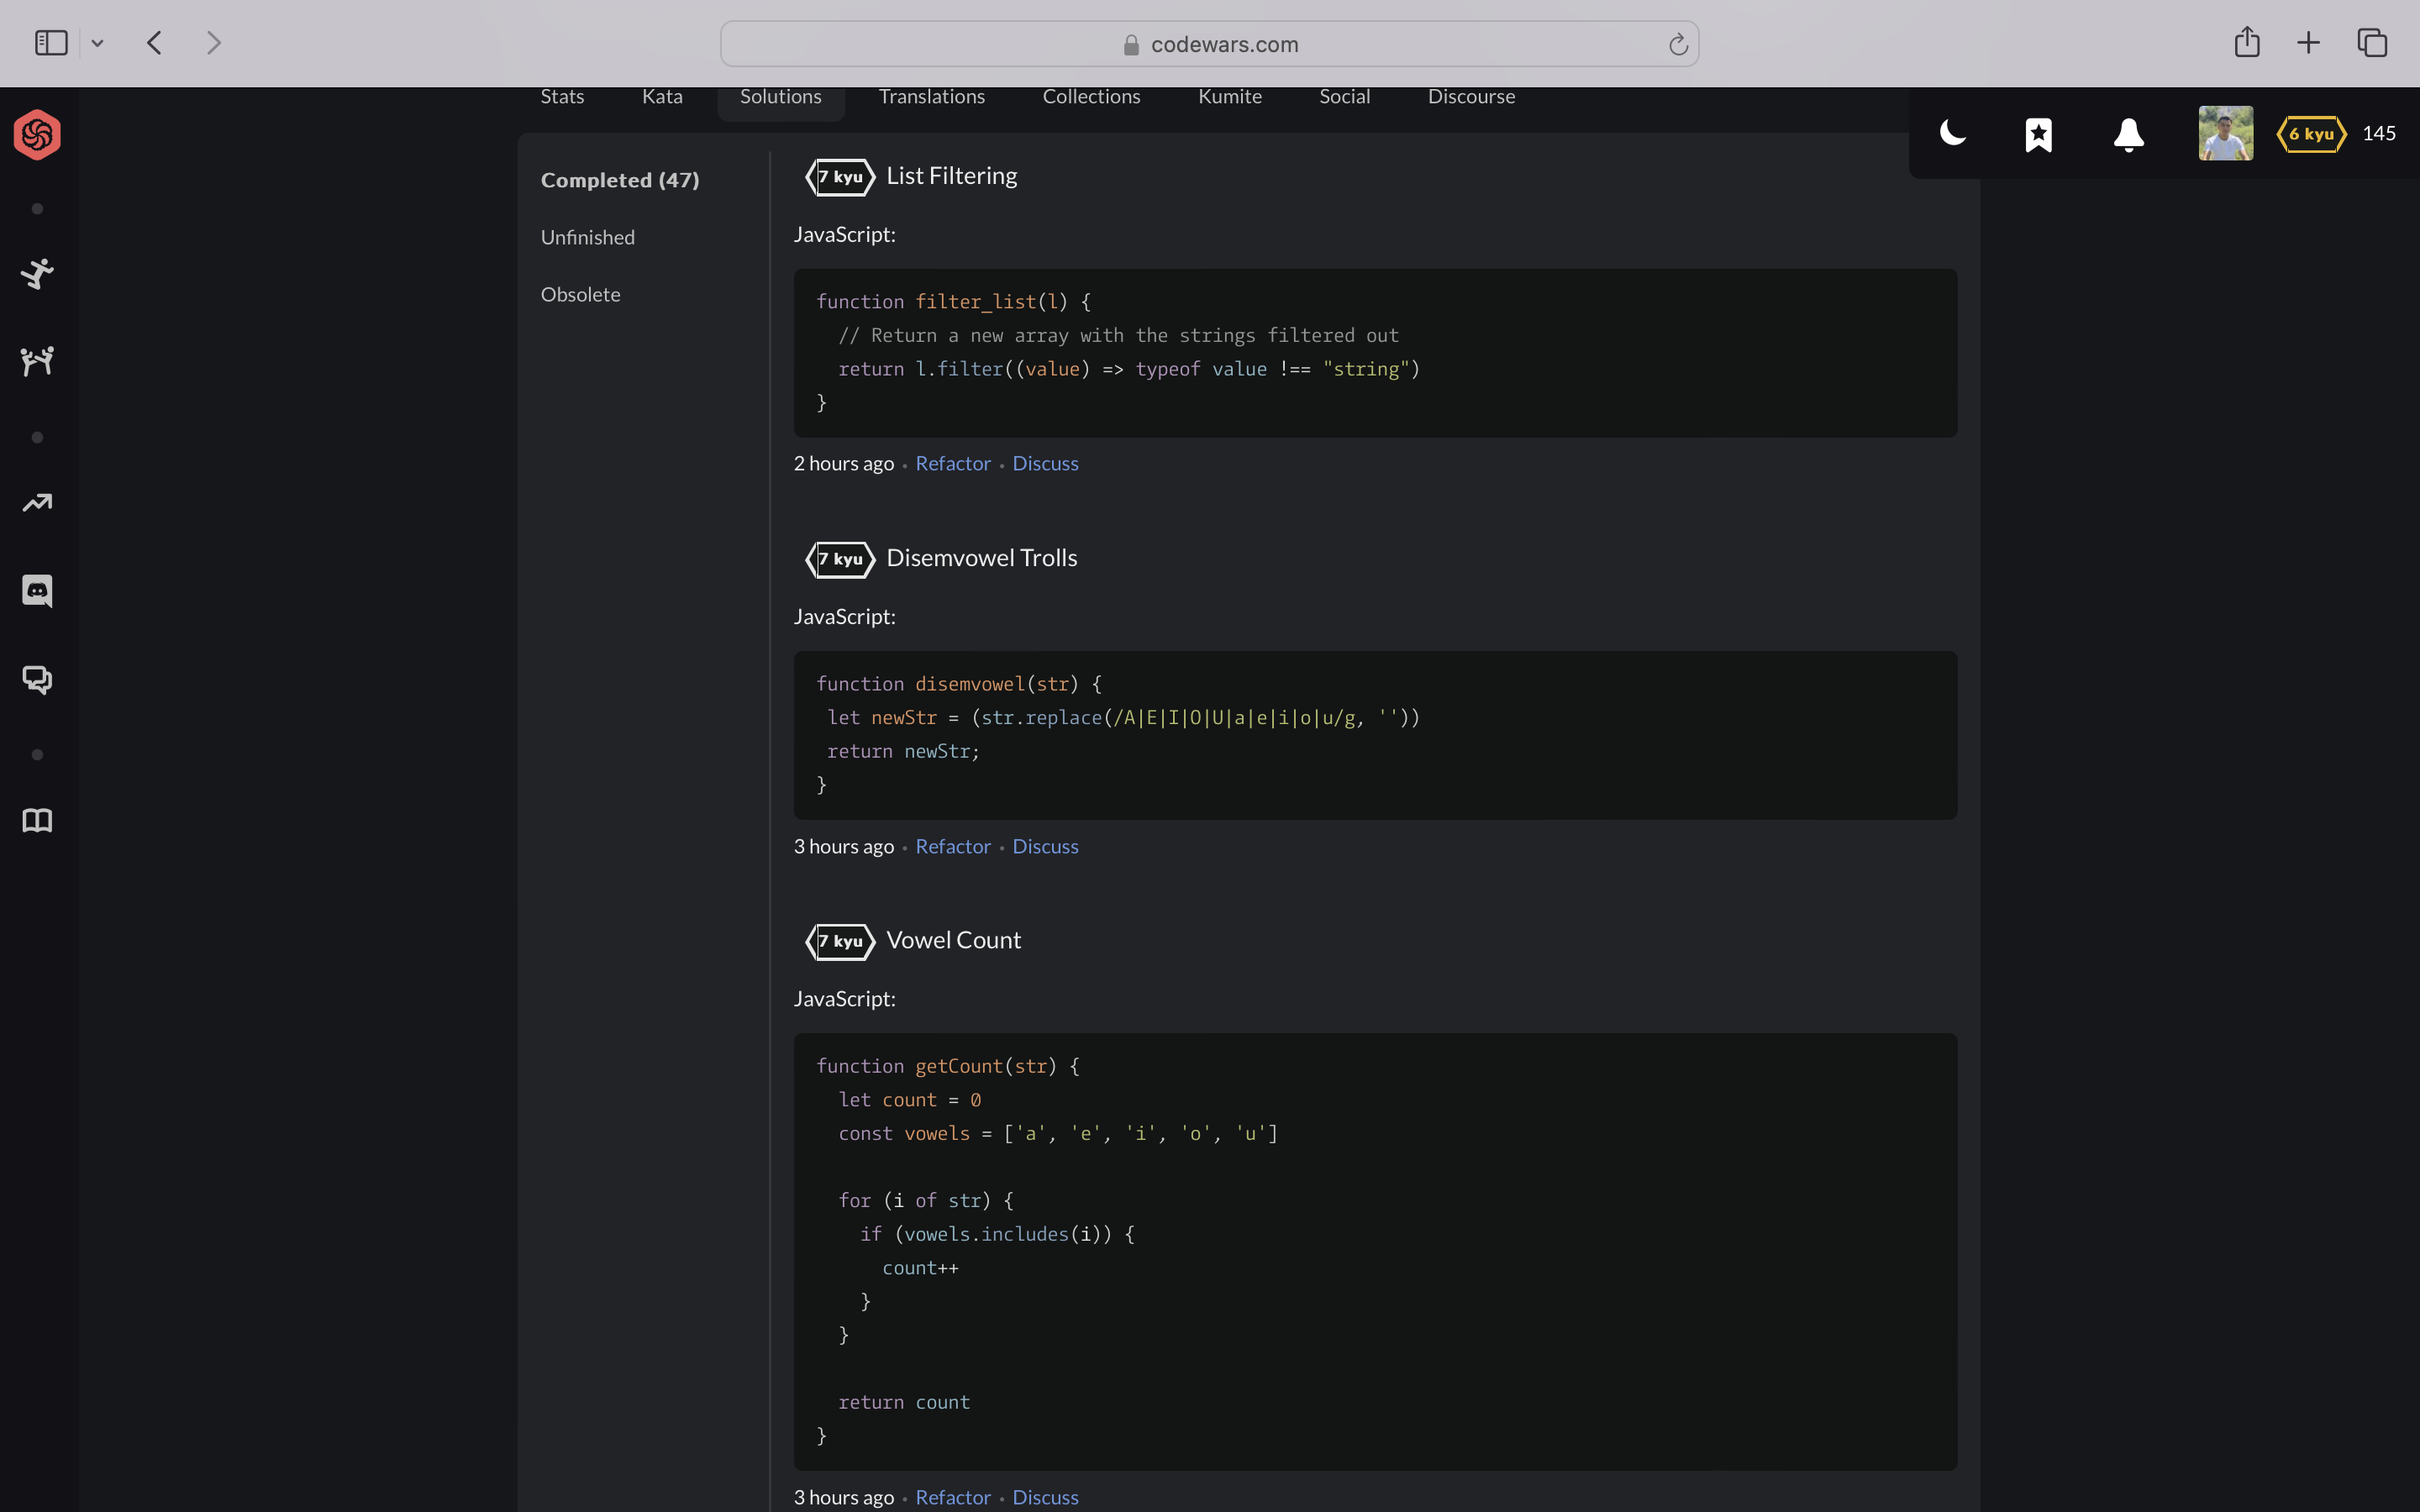 codewars.com
Stats Kata Solutions Translations Collections Kumite Social Discourse
6 kyu 145
Completed (47)
Unfinished
Obsolete
7 kyu List Filtering
JavaScript:
function filter_list(l) {
  // Return a new array with the strings filtered out
  return l.filter((value) => typeof value !== "string")
}
2 hours ago • Refactor • Discuss
7 kyu Disemvowel Trolls
JavaScript:
function disemvowel(str) {
 let newStr = (str.replace(/A|E|I|O|U|a|e|i|o|u/g, ''))
 return newStr;
}
3 hours ago • Refactor • Discuss
7 kyu Vowel Count
JavaScript:
function getCount(str) {
  let count = 0
  const vowels = ['a', 'e', 'i', 'o', 'u']
  for (i of str) {
    if (vowels.includes(i)) {
      count++
    }
  }
  return count
}
3 hours ago • Refactor • Discuss